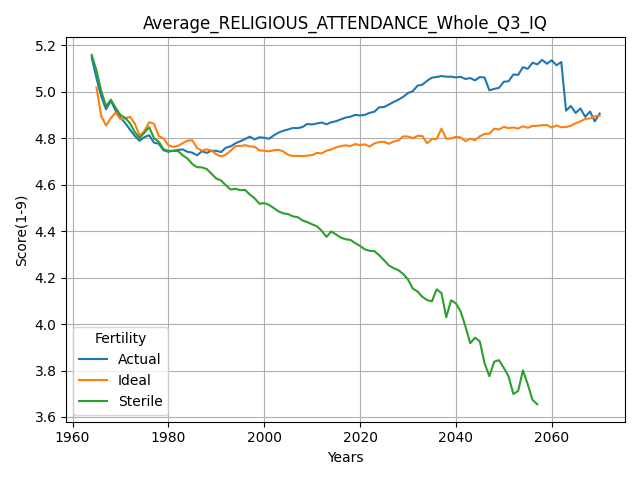 Average_RELIGIOUS_ATTENDANCE_Whole_Q3_IQ
Score(1-9)
5.2
5.0
4.8
4.6
4.4
4.2
4.0
3.8
3.6
Fertility
Actual
Ideal
Sterile
1960 1980 2000 2020 2040 2060
Years